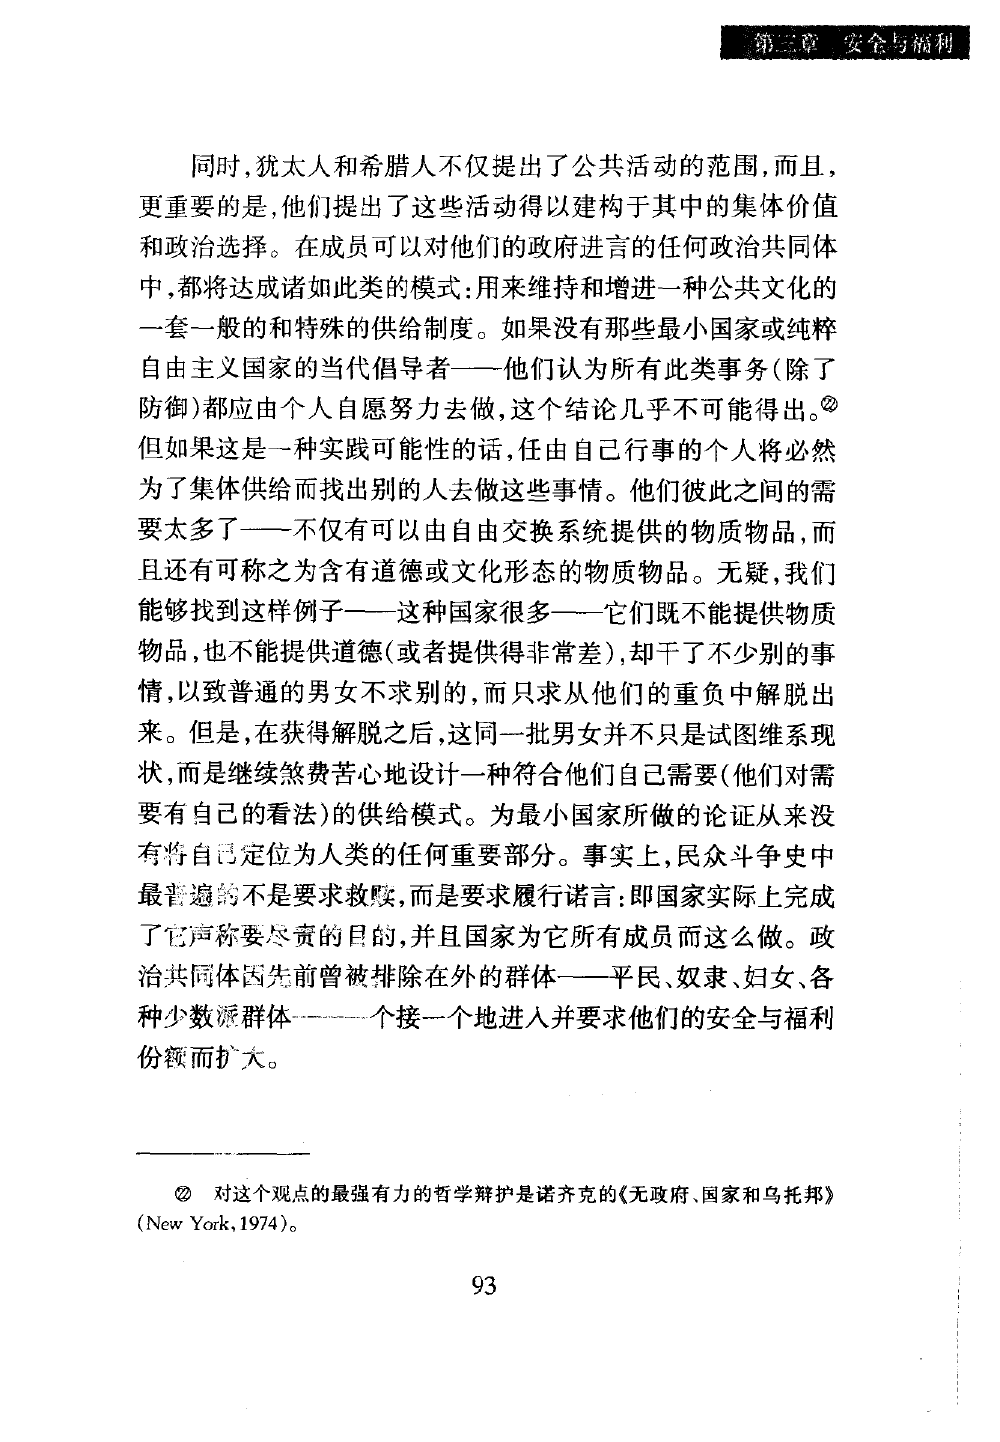 第三章 安全与福利
同时,犹太人和希腊人不仅提出了公共活动的范围,而且,
更重要的是,他们提出了这些活动得以建构于其中的集体价值
和政治选择。在成员可以对他们的政府进言的任何政治共同体
中,都将达成诸如此类的模式:用来维持和增进一种公共文化的
一套一般的和特殊的供给制度。如果没有那些最小国家或纯粹
自由主义国家的当代倡导者——他们认为所有此类事务(除了
防御)都应由个人自愿努力去做,这个结论几乎不可能得出。㉒
但如果这是一种实践可能性的话,任由自己行事的个人将必然
为了集体供给而找出别的人去做这些事情。他们彼此之间的需
要太多了——不仅有可以由自由交换系统提供的物质物品,而
且还有可称之为含有道德或文化形态的物质物品。无疑,我们
能够找到这样例子——这种国家很多——它们既不能提供物质
物品,也不能提供道德(或者提供得非常差),却干了不少别的事
情,以致普通的男女不求别的,而只求从他们的重负中解脱出
来。但是,在获得解脱之后,这同一批男女并不只是试图维系现
状,而是继续煞费苦心地设计一种符合他们自己需要(他们对需
要有自己的看法)的供给模式。为最小国家所做的论证从来没
有将自己定位为人类的任何重要部分。事实上,民众斗争史中
最普遍的不是要求救赎,而是要求履行诺言:即国家实际上完成
了它声称要尽责的目的,并且国家为它所有成员而这么做。政
治共同体因先前曾被排除在外的群体——平民、奴隶、妇女、各
种少数派群体——一个接一个地进入并要求他们的安全与福利
份额而扩大。
㉒ 对这个观点的最强有力的哲学辩护是诺齐克的《无政府、国家和乌托邦》
(New York,1974)。
93